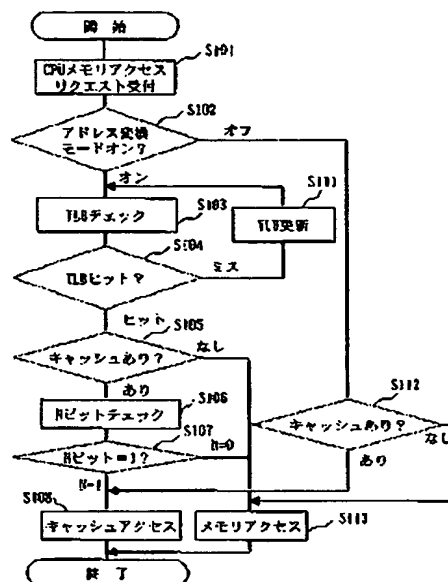 開始
S101
CPUメモリアクセス
リクエスト受付
S102
アドレス変換
モードオン？
オフ
オン
S103
TLBチェック
TLB更新
S104
TLBヒット？
ミス
ヒット
S105
キャッシュあり？
なし
あり
S106
Nビットチェック
S107
Nビット=1？
N=0
N=1
S112
キャッシュあり？
なし
あり
S108
キャッシュアクセス
メモリアクセス
S113
終了